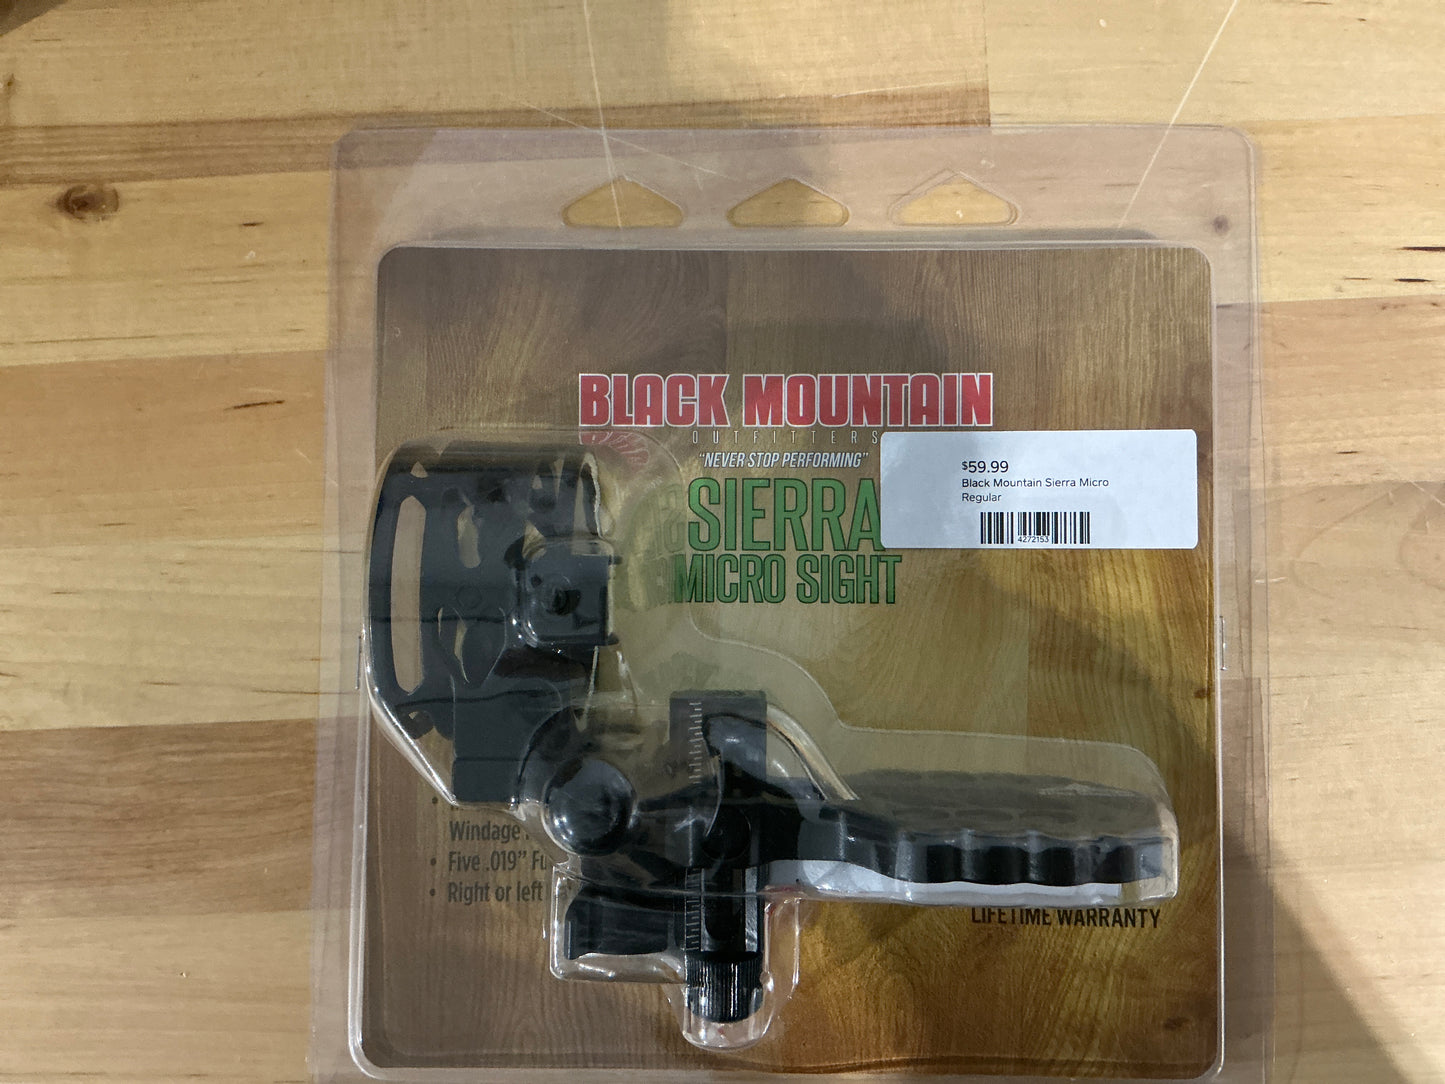 BLACK MOUNTAIN
OUTFITTERS
"NEVER STOP PERFORMING"
SIERRA
MICRO SIGHT
$59.99
Black Mountain Sierra Micro
Regular
4272153
Windage
• Five .019"
• Right or left
LIFETIME WARRANTY